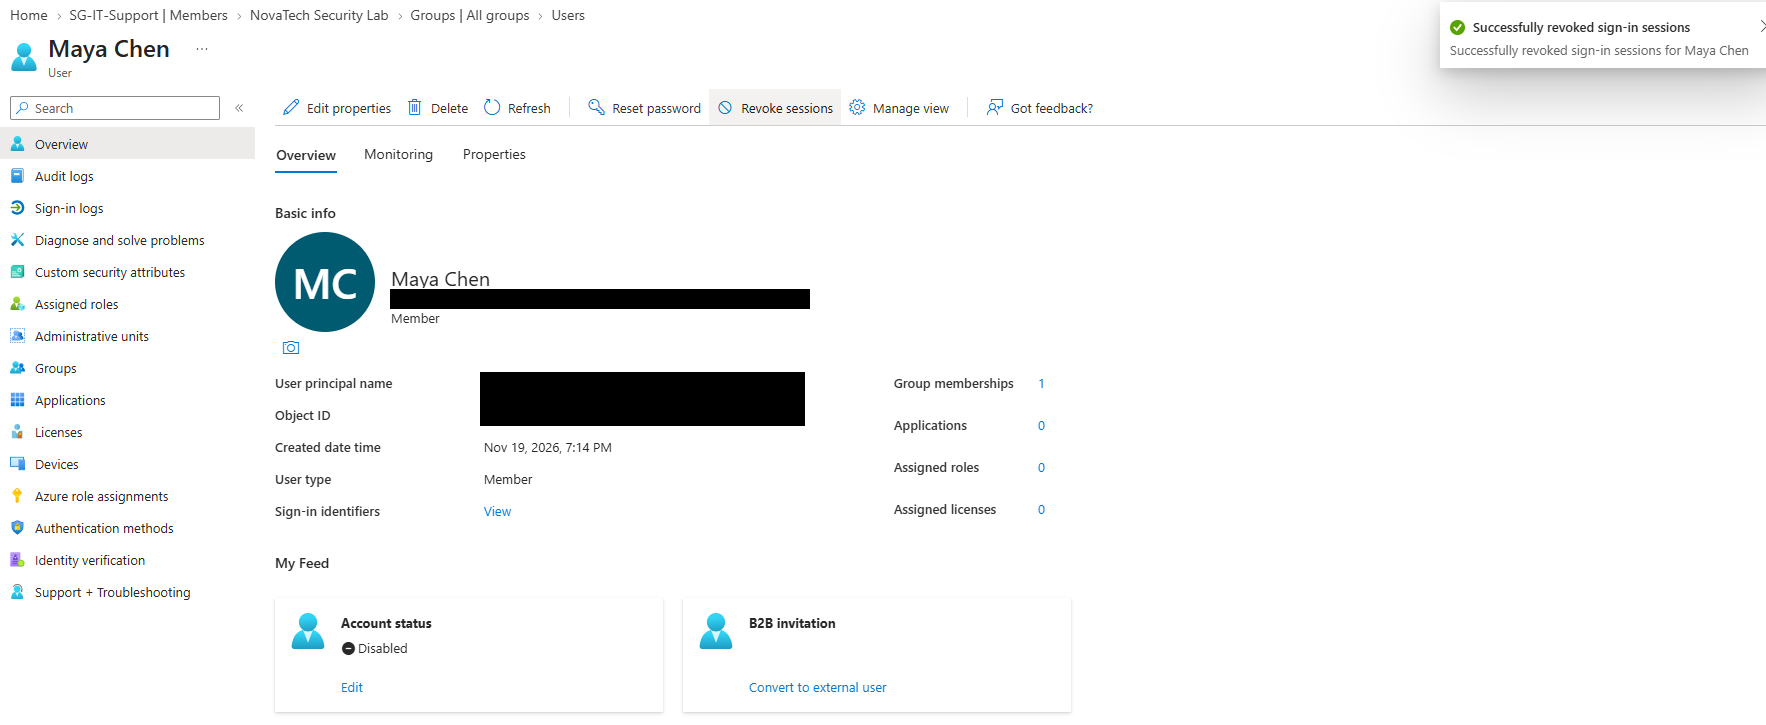 Home > SG-IT-Support | Members > NovaTech Security Lab > Groups | All groups > Users
Maya Chen ...
User
Successfully revoked sign-in sessions
Successfully revoked sign-in sessions for Maya Chen
Search «
Edit properties Delete Refresh Reset password Revoke sessions Manage view Got feedback?
Overview
Audit logs
Sign-in logs
Diagnose and solve problems
Custom security attributes
Assigned roles
Administrative units
Groups
Applications
Licenses
Devices
Azure role assignments
Authentication methods
Identity verification
Support + Troubleshooting
Overview Monitoring Properties
Basic info
MC
Maya Chen
Member
User principal name
Object ID
Created date time Nov 19, 2026, 7:14 PM
User type Member
Sign-in identifiers View
Group memberships 1
Applications 0
Assigned roles 0
Assigned licenses 0
My Feed
Account status
Disabled
Edit
B2B invitation
Convert to external user